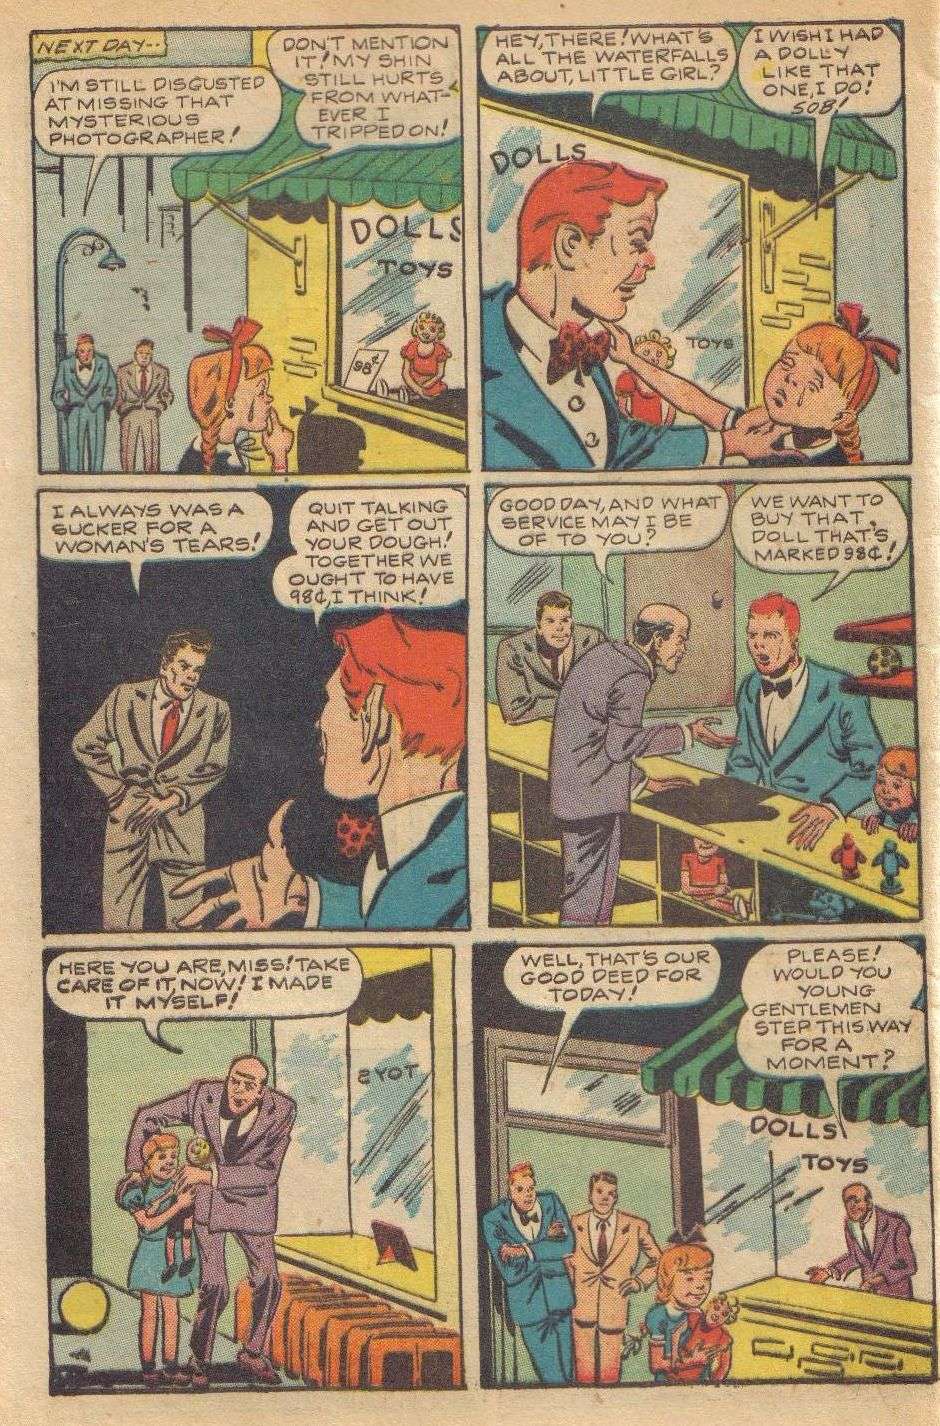 NEXT DAY--
I'M STILL DISGUSTED
AT MISSING THAT
MYSTERIOUS
PHOTOGRAPHER!
DON'T MENTION
IT! MY SHIN
STILL HURTS
FROM WHAT-
EVER I
TRIPPED ON!
DOLLS
TOYS
98¢
HEY, THERE! WHAT'S
ALL THE WATERFALLS
ABOUT, LITTLE GIRL?
I WISH I HAD
A DOLLY
LIKE THAT
ONE, I DO!
SOB!
DOLLS
TOYS
I ALWAYS WAS A
SUCKER FOR A
WOMAN'S TEARS!
QUIT TALKING
AND GET OUT
YOUR DOUGH!
TOGETHER WE
OUGHT TO HAVE
98¢, I THINK!
GOOD DAY, AND WHAT
SERVICE MAY I BE
OF TO YOU?
WE WANT TO
BUY THAT
DOLL THAT'S
MARKED 98¢!
HERE YOU ARE, MISS! TAKE
CARE OF IT, NOW! I MADE
IT MYSELF!
TOYS
WELL, THAT'S OUR
GOOD DEED FOR
TODAY!
PLEASE!
WOULD YOU
YOUNG
GENTLEMEN
STEP THIS WAY
FOR A
MOMENT?
DOLLS
TOYS